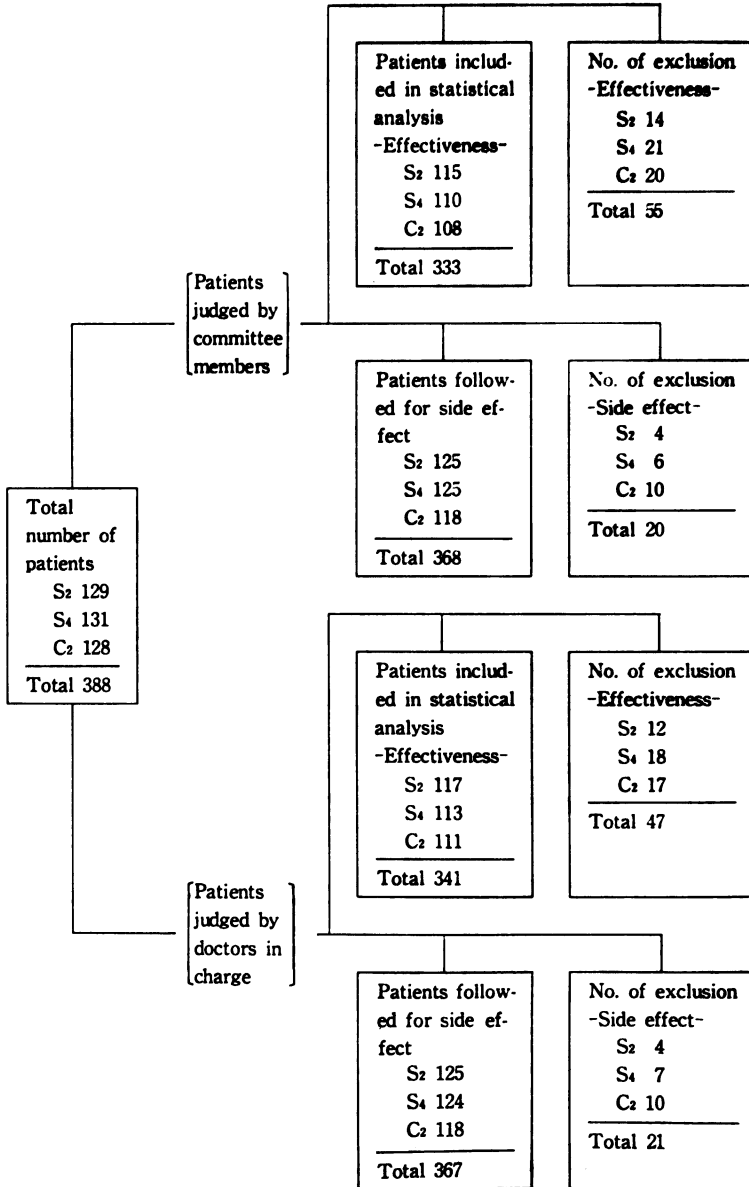 Total
number of
patients
S₂ 129
S₄ 131
C₂ 128
Total 388
[Patients
judged by
committee
members]
Patients includ-
ed in statistical
analysis
-Effectiveness-
S₂ 115
S₄ 110
C₂ 108
Total 333
No. of exclusion
-Effectiveness-
S₂ 14
S₄ 21
C₂ 20
Total 55
Patients follow-
ed for side ef-
fect
S₂ 125
S₄ 125
C₂ 118
Total 368
No. of exclusion
-Side effect-
S₂ 4
S₄ 6
C₂ 10
Total 20
[Patients
judged by
doctors in
charge]
Patients includ-
ed in statistical
analysis
-Effectiveness-
S₂ 117
S₄ 113
C₂ 111
Total 341
No. of exclusion
-Effectiveness-
S₂ 12
S₄ 18
C₂ 17
Total 47
Patients follow-
ed for side ef-
fect
S₂ 125
S₄ 124
C₂ 118
Total 367
No. of exclusion
-Side effect-
S₂ 4
S₄ 7
C₂ 10
Total 21